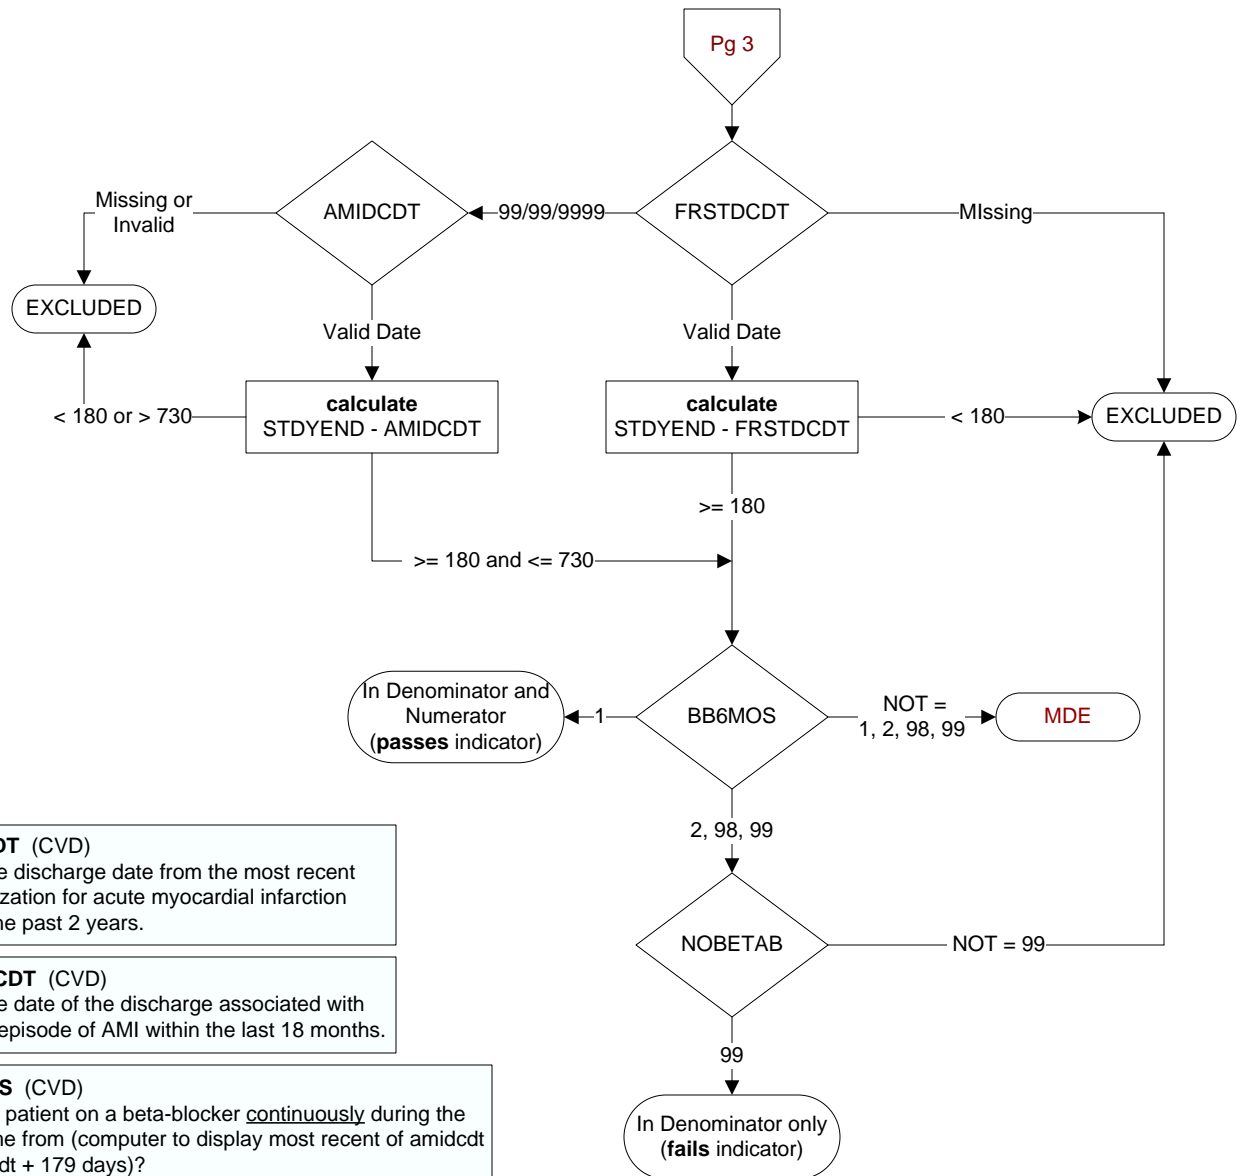 Pg 3
Missing or
Invalid
AMIDCDT
99/99/9999
FRSTDCDT
MIssing
EXCLUDED
Valid Date
Valid Date
< 180 or > 730
calculate
STDYEND - AMIDCDT
calculate
STDYEND - FRSTDCDT
< 180
EXCLUDED
>= 180
>= 180 and <= 730
In Denominator and
Numerator
(passes indicator)
1
BB6MOS
NOT =
1, 2, 98, 99
MDE
2, 98, 99
NOBETAB
NOT = 99
99
In Denominator only
(fails indicator)
(CVD)
discharge date from the most recent
for acute myocardial infarction
past 2 years.
(CVD)
date of the discharge associated with
episode of AMI within the last 18 months.
(CVD)
patient on a beta-blocker continuously during the
from (computer to display most recent of amidcdt
+ 179 days)?